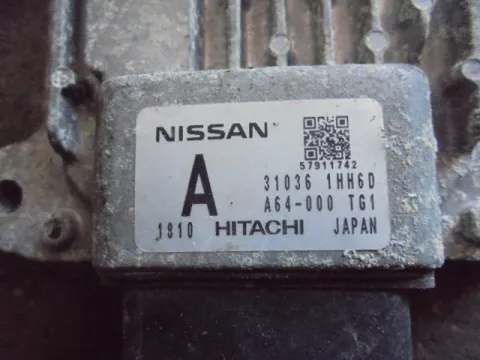 NISSAN
57911742
A
31036 1HH6D
A64-000 TG1
1810 HITACHI JAPAN